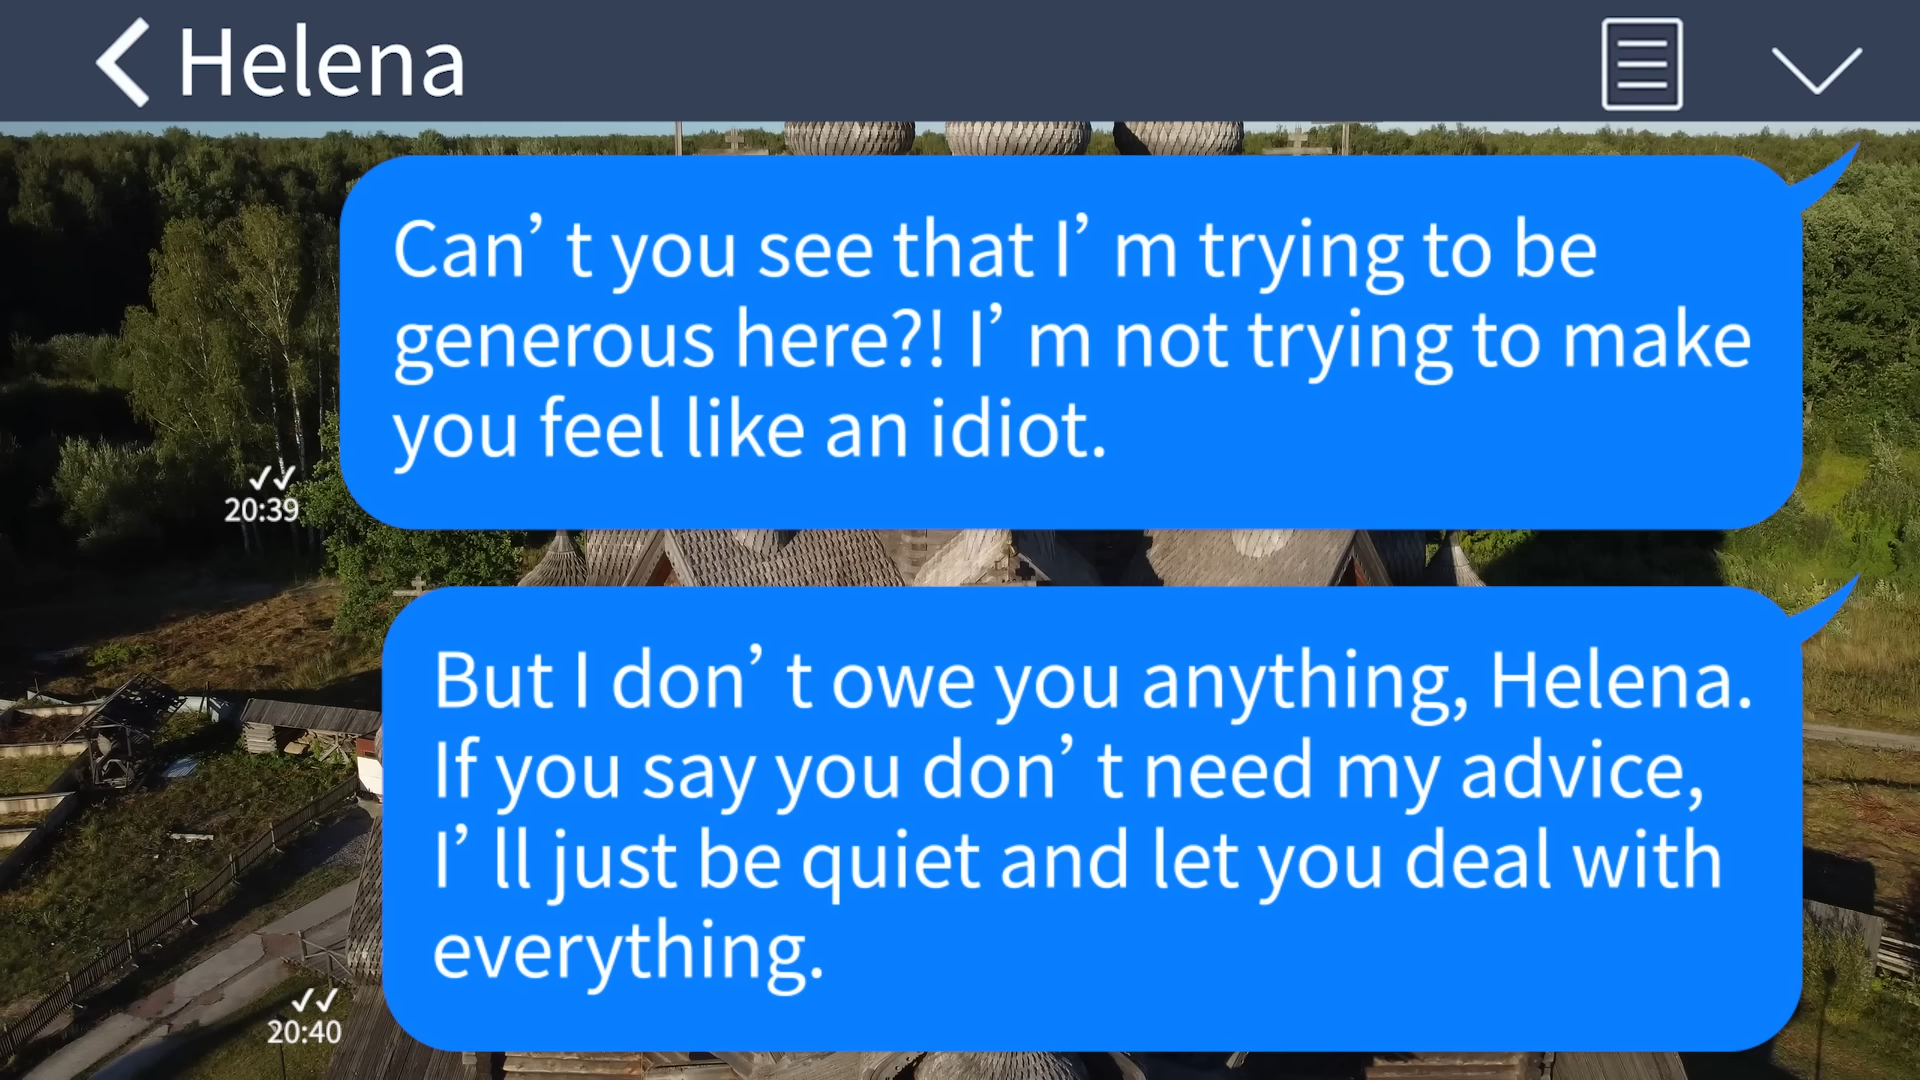 Helena
Can’t you see that I’m trying to be
generous here?! I’m not trying to make
you feel like an idiot.
20:39
But I don’t owe you anything, Helena.
If you say you don’t need my advice,
I’ll just be quiet and let you deal with
everything.
20:40